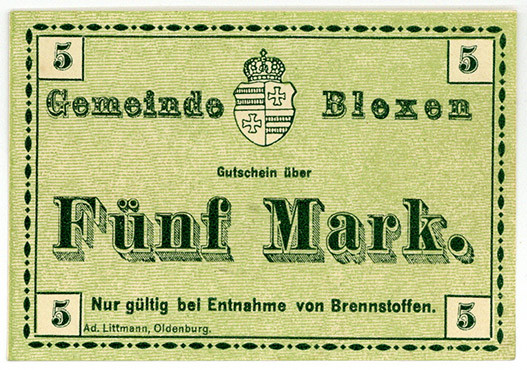 5 5
Gemeinde Blexen
Gutschein über
Fünf Mark.
5 Nur gültig bei Entnahme von Brennstoffen. 5
Ad. Littmann, Oldenburg.